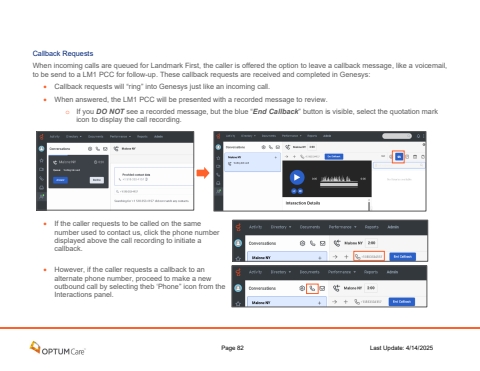 Callback Requests
When incoming calls are queued for Landmark First, the caller is offered the option to leave a callback message, like a voicemail,
to be send to a LM1 PCC for follow-up. These callback requests are received and completed in Genesys:
• Callback requests will "ring" into Genesys just like an incoming call.
• When answered, the LM1 PCC will be presented with a recorded message to review.
o If you DO NOT see a recorded message, but the blue "End Callback" button is visible, select the quotation mark
icon to display the call recording.
Activity Directory Documents Performance Reports Admin
Conversations Malone NY
Malone NY
Activity Directory Documents Performance Reports Admin
Conversations Malone NY
Malone NY End Callback
Interaction Details
• If the caller requests to be called on the same
number used to contact us, click the phone number
displayed above the call recording to initiate a
callback.
Activity Directory Documents Performance Reports Admin
Conversations Malone NY 2:00
Malone NY End Callback
• However, if the caller requests a callback to an
alternate phone number, proceed to make a new
outbound call by selecting theb 'Phone" icon from the
Interactions panel.
Activity Directory Documents Performance Reports Admin
Conversations Malone NY 2:00
Malone NY End Callback
OPTUMCare
Page 82
Last Update: 4/14/2025